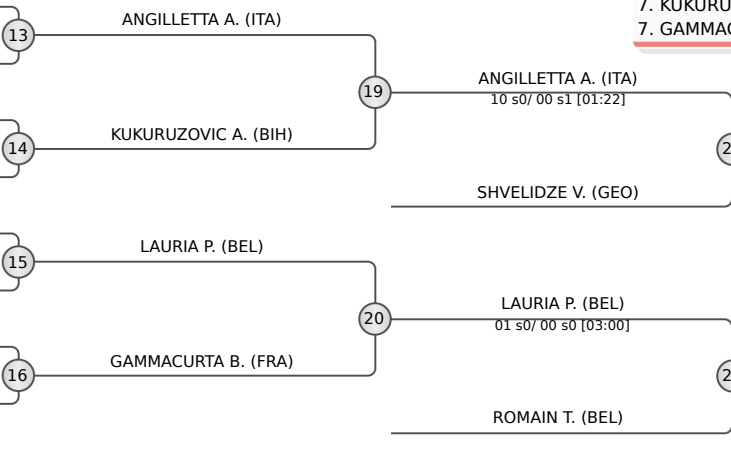 7. KUKURU
7. GAMMAC
13
ANGILLETTA A. (ITA)
14
KUKURUZOVIC A. (BIH)
19
ANGILLETTA A. (ITA)
10 s0/ 00 s1 [01:22]
SHVELIDZE V. (GEO)
2
15
LAURIA P. (BEL)
16
GAMMACURTA B. (FRA)
20
LAURIA P. (BEL)
01 s0/ 00 s0 [03:00]
ROMAIN T. (BEL)
2